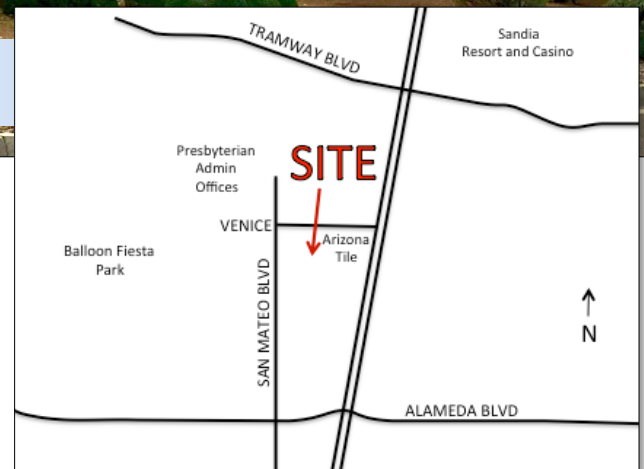 TRAMWAY BLVD
Sandia
Resort and Casino
Presbyterian
Admin
Offices
SITE
VENICE
Arizona
Tile
Balloon Fiesta
Park
SAN MATEO BLVD
N
ALAMEDA BLVD